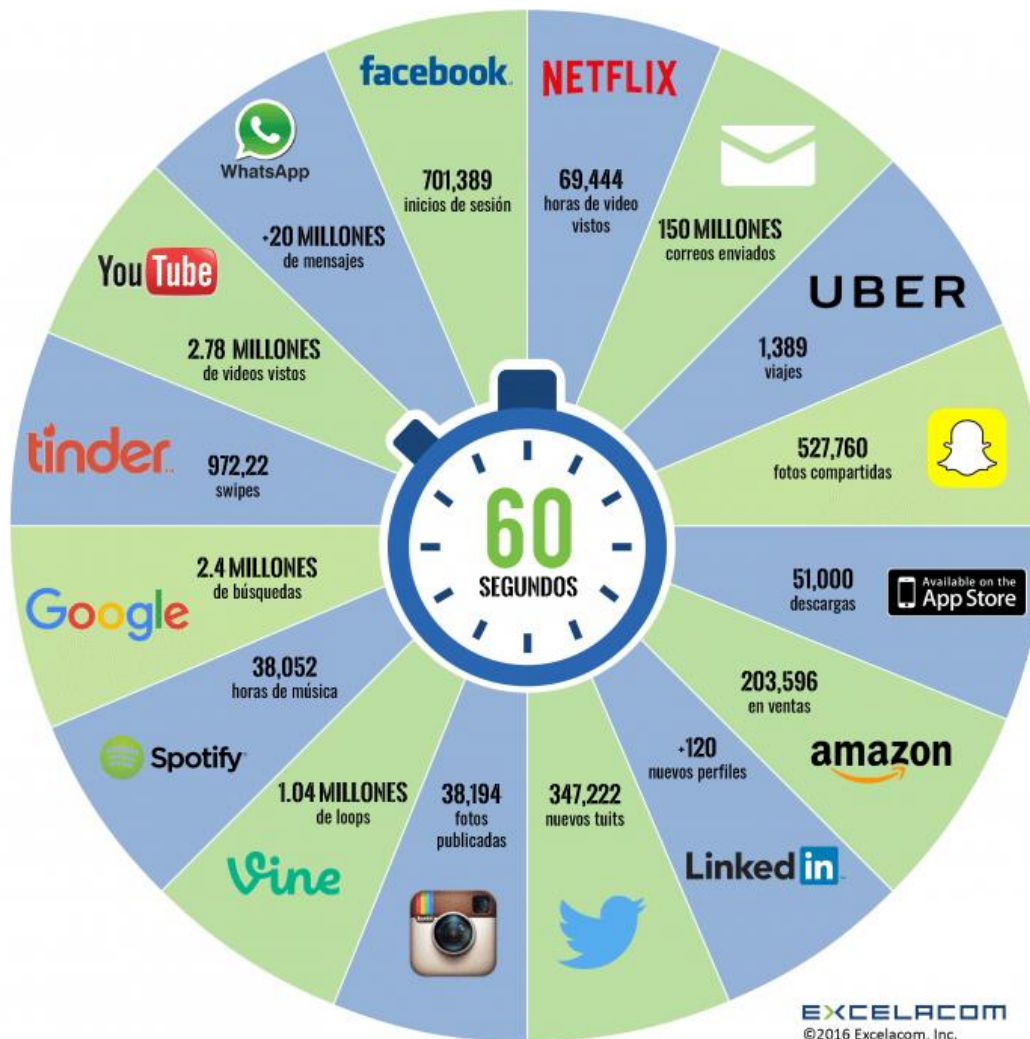 facebook
701,389
inicios de sesión
NETFLIX
69,444
horas de video
vistos
150 MILLONES
correos enviados
UBER
1,389
viajes
527,760
fotos compartidas
51,000
descargas
Available on the
App Store
203,596
en ventas
amazon
+120
nuevos perfiles
Linked in
347,222
nuevos tuits
38,194
fotos
publicadas
1.04 MILLONES
de loops
Vine
38,052
horas de música
Spotify
2.4 MILLONES
de búsquedas
Google
tinder
972,22
swipes
You Tube
2.78 MILLONES
de videos vistos
WhatsApp
+20 MILLONES
de mensajes
60
SEGUNDOS
EXCELACOM
©2016 Excelacom, Inc.